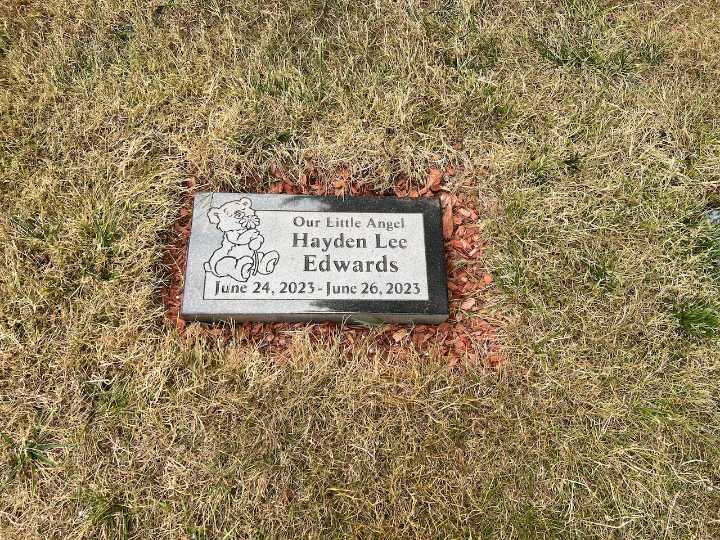 Our Little Angel
Hayden Lee
Edwards
June 24, 2023 - June 26, 2023